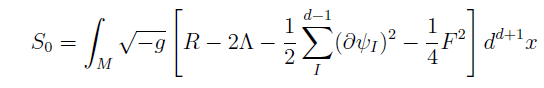 S_0 = \int_M \sqrt{-g} \left[ R - 2\Lambda - \frac{1}{2} \sum_{I}^{d-1} (\partial \psi_I)^2 - \frac{1}{4} F^2 \right] d^{d+1}x